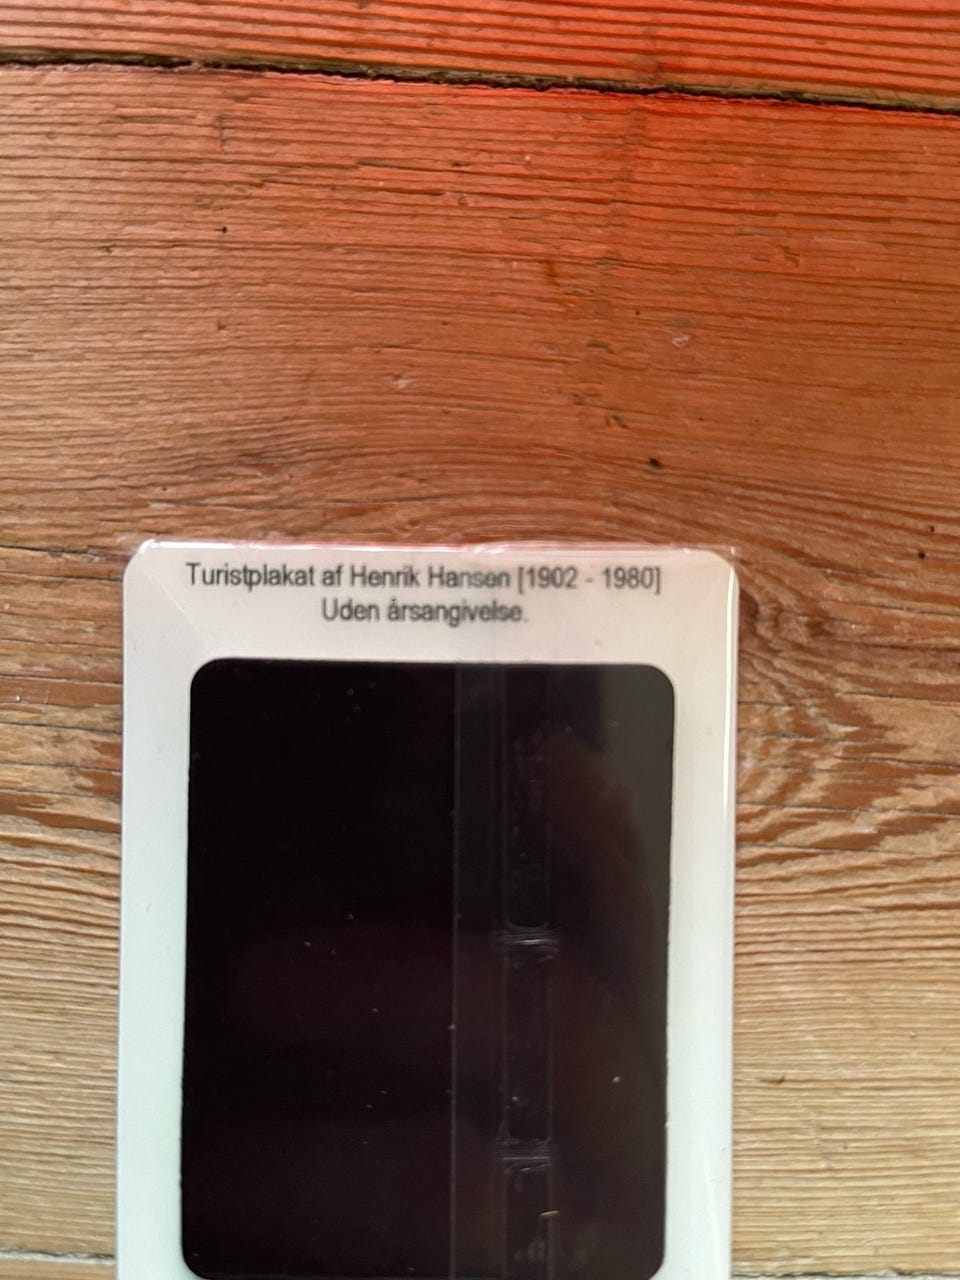 Turistplakat af Henrik Hansen [1902 - 1980]
Uden årsangivelse.